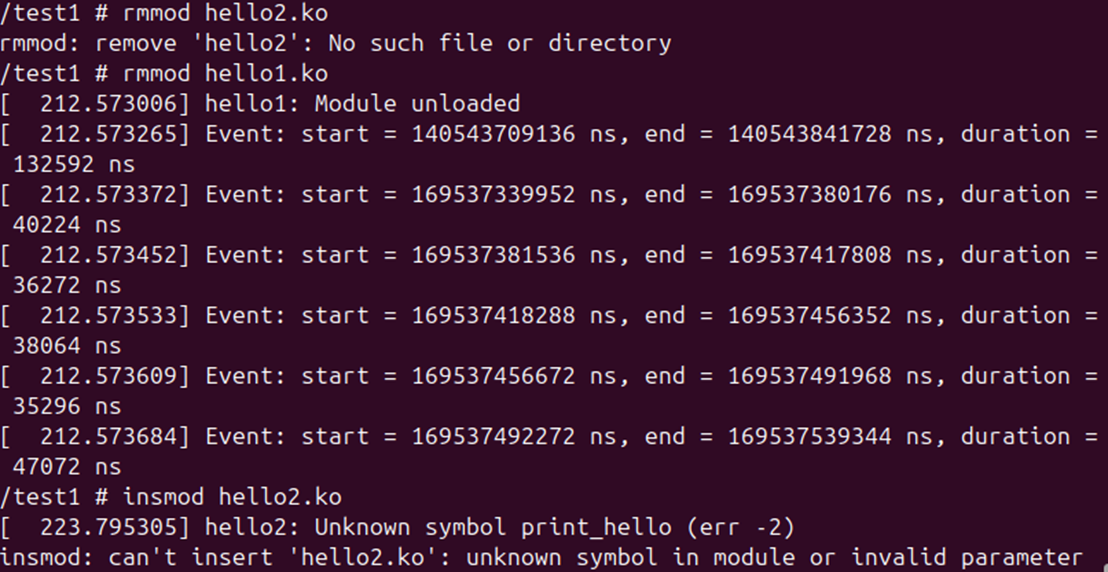 /test1 # rmmod hello2.ko
rmmod: remove 'hello2': No such file or directory
/test1 # rmmod hello1.ko
[  212.573006] hello1: Module unloaded
[  212.573265] Event: start = 140543709136 ns, end = 140543841728 ns, duration =
 132592 ns
[  212.573372] Event: start = 169537339952 ns, end = 169537380176 ns, duration =
 40224 ns
[  212.573452] Event: start = 169537381536 ns, end = 169537417808 ns, duration =
 36272 ns
[  212.573533] Event: start = 169537418288 ns, end = 169537456352 ns, duration =
 38064 ns
[  212.573609] Event: start = 169537456672 ns, end = 169537491968 ns, duration =
 35296 ns
[  212.573684] Event: start = 169537492272 ns, end = 169537539344 ns, duration =
 47072 ns
/test1 # insmod hello2.ko
[  223.795305] hello2: Unknown symbol print_hello (err -2)
insmod: can't insert 'hello2.ko': unknown symbol in module or invalid parameter